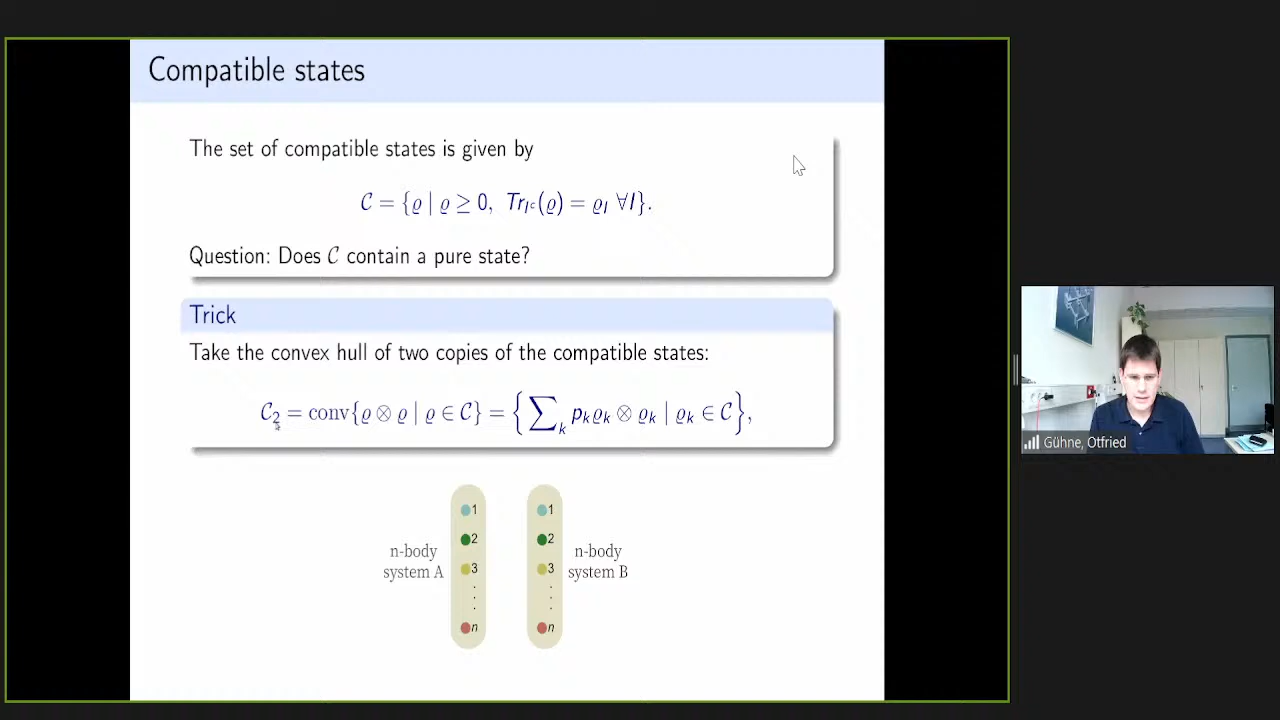 Compatible states
The set of compatible states is given by
𝒞 = {ϱ | ϱ ≥ 0, Tr_{I^c}(ϱ) = ϱ_I ∀I}.
Question: Does 𝒞 contain a pure state?
Trick
Take the convex hull of two copies of the compatible states:
𝒞₂ = conv{ϱ ⊗ ϱ | ϱ ∈ 𝒞} = {∑_k p_k ϱ_k ⊗ ϱ_k | ϱ_k ∈ 𝒞},
n-body
system A
1
2
3
n
1
2
3
n
n-body
system B
Gühne, Otfried